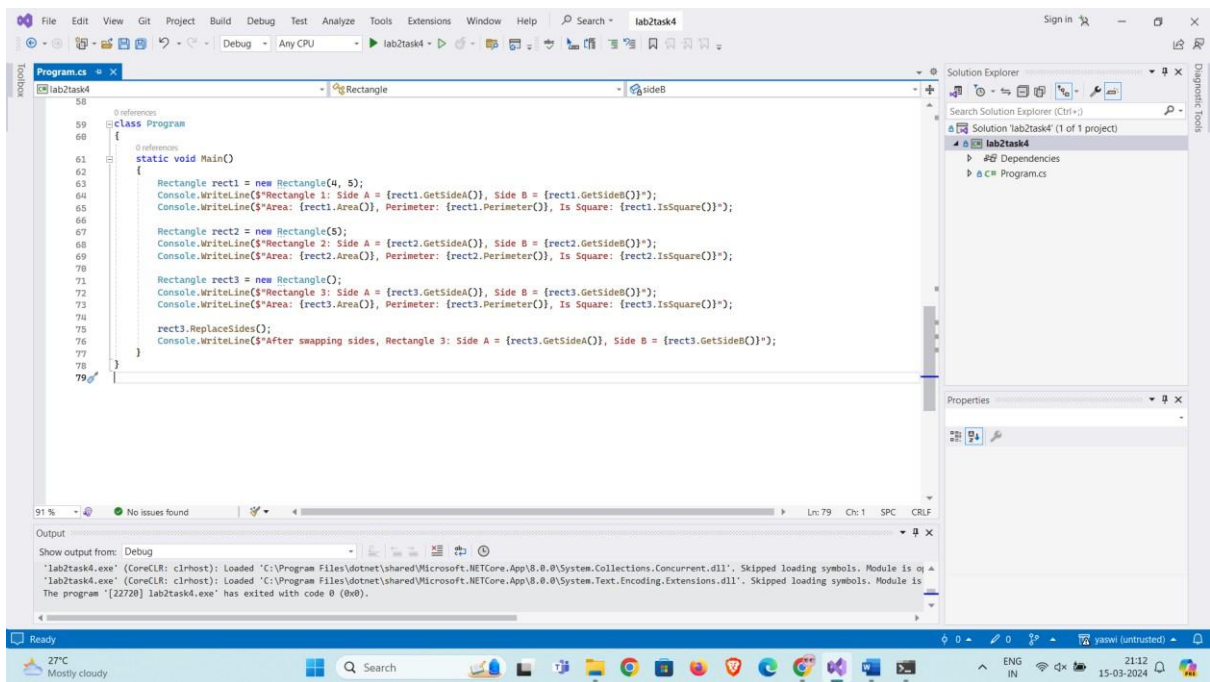 File Edit View Git Project Build Debug Test Analyze Tools Extensions Window Help Search lab2task4 Sign in
Debug Any CPU lab2task4
Toolbox
Program.cs
lab2task4 Rectangle sideB
58
0 references
59 class Program
60 {
0 references
61 static void Main()
62 {
63 Rectangle rect1 = new Rectangle(4, 5);
64 Console.WriteLine($"Rectangle 1: Side A = {rect1.GetSideA()}, Side B = {rect1.GetSideB()}");
65 Console.WriteLine($"Area: {rect1.Area()}, Perimeter: {rect1.Perimeter()}, Is Square: {rect1.IsSquare()}");
66
67 Rectangle rect2 = new Rectangle(5);
68 Console.WriteLine($"Rectangle 2: Side A = {rect2.GetSideA()}, Side B = {rect2.GetSideB()}");
69 Console.WriteLine($"Area: {rect2.Area()}, Perimeter: {rect2.Perimeter()}, Is Square: {rect2.IsSquare()}");
70
71 Rectangle rect3 = new Rectangle();
72 Console.WriteLine($"Rectangle 3: Side A = {rect3.GetSideA()}, Side B = {rect3.GetSideB()}");
73 Console.WriteLine($"Area: {rect3.Area()}, Perimeter: {rect3.Perimeter()}, Is Square: {rect3.IsSquare()}");
74
75 rect3.ReplaceSides();
76 Console.WriteLine($"After swapping sides, Rectangle 3: Side A = {rect3.GetSideA()}, Side B = {rect3.GetSideB()}");
77 }
78 }
79
91 % No issues found Ln: 79 Ch: 1 SPC CRLF
Output
Show output from: Debug
'lab2task4.exe' (CoreCLR: clrhost): Loaded 'C:\Program Files\dotnet\shared\Microsoft.NETCore.App\8.0.0\System.Collections.Concurrent.dll'. Skipped loading symbols. Module is op
'lab2task4.exe' (CoreCLR: clrhost): Loaded 'C:\Program Files\dotnet\shared\Microsoft.NETCore.App\8.0.0\System.Text.Encoding.Extensions.dll'. Skipped loading symbols. Module is
The program '[22720] lab2task4.exe' has exited with code 0 (0x0).
Solution Explorer
Search Solution Explorer (Ctrl+;)
Solution 'lab2task4' (1 of 1 project)
lab2task4
Dependencies
C# Program.cs
Properties
Diagnostic Tools
Ready 0 0 yaswi (untrusted)
27°C
Mostly cloudy
Search
ENG
IN
21:12
15-03-2024